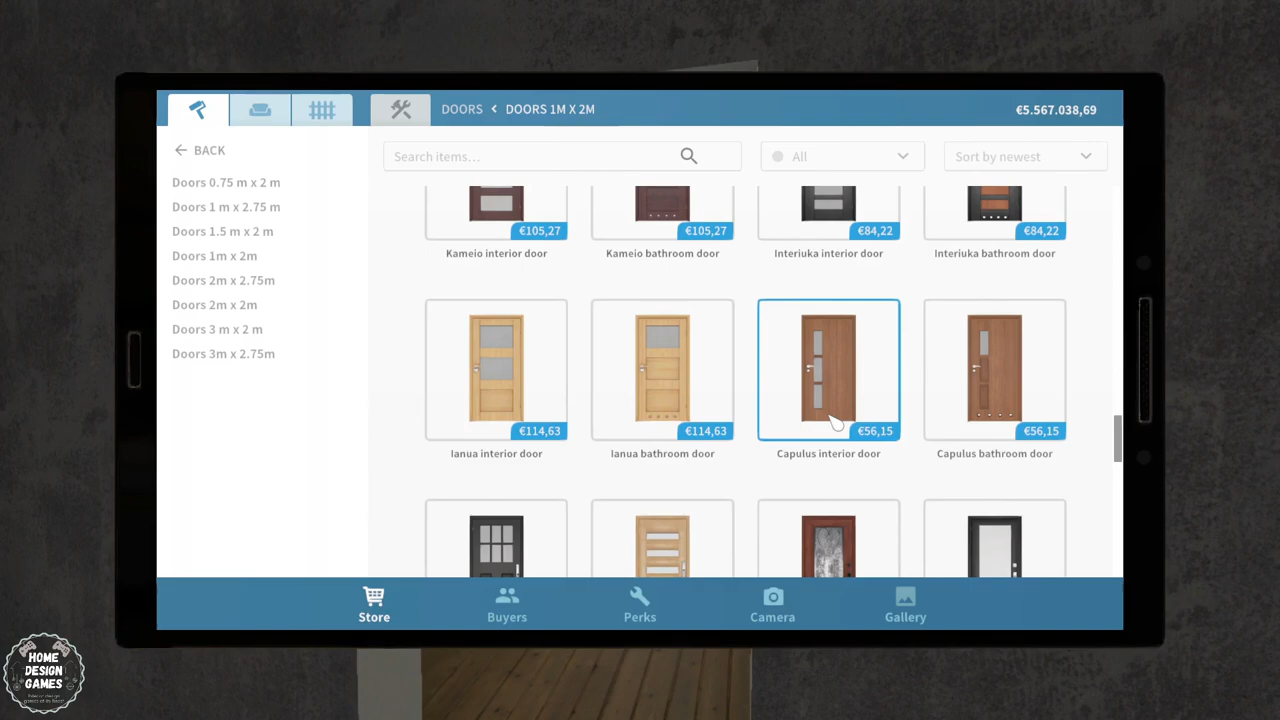 DOORS < DOORS 1M X 2M
€5.567.038,69
BACK
Search items...
All
Sort by newest
Doors 0.75 m x 2 m
Doors 1 m x 2.75 m
Doors 1.5 m x 2 m
Doors 1m x 2m
Doors 2m x 2.75m
Doors 2m x 2m
Doors 3 m x 2 m
Doors 3m x 2.75m
€105,27
€105,27
€84,22
€84,22
Kameio interior door
Kameio bathroom door
Interiuka interior door
Interiuka bathroom door
€114,63
€114,63
€56,15
€56,15
Ianua interior door
Ianua bathroom door
Capulus interior door
Capulus bathroom door
Store
Buyers
Perks
Camera
Gallery
HOME
DESIGN
GAMES